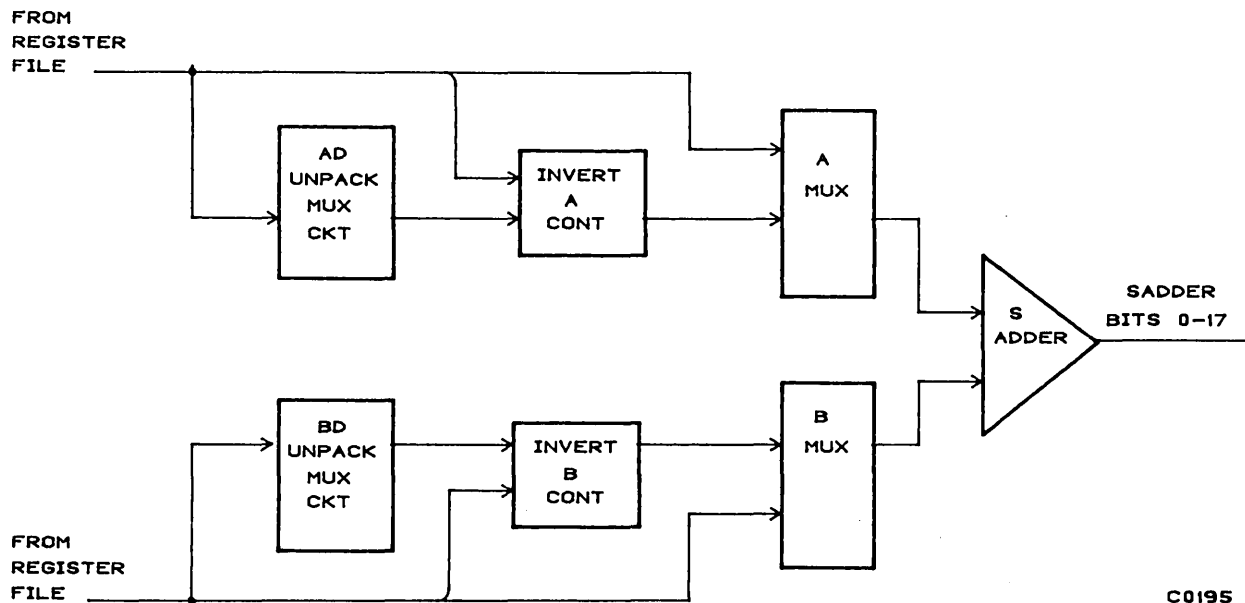 FROM
REGISTER
FILE
AD
UNPACK
MUX
CKT
INVERT
A
CONT
A
MUX
S
ADDER
SADDER
BITS 0-17
BD
UNPACK
MUX
CKT
INVERT
B
CONT
B
MUX
FROM
REGISTER
FILE
C0195